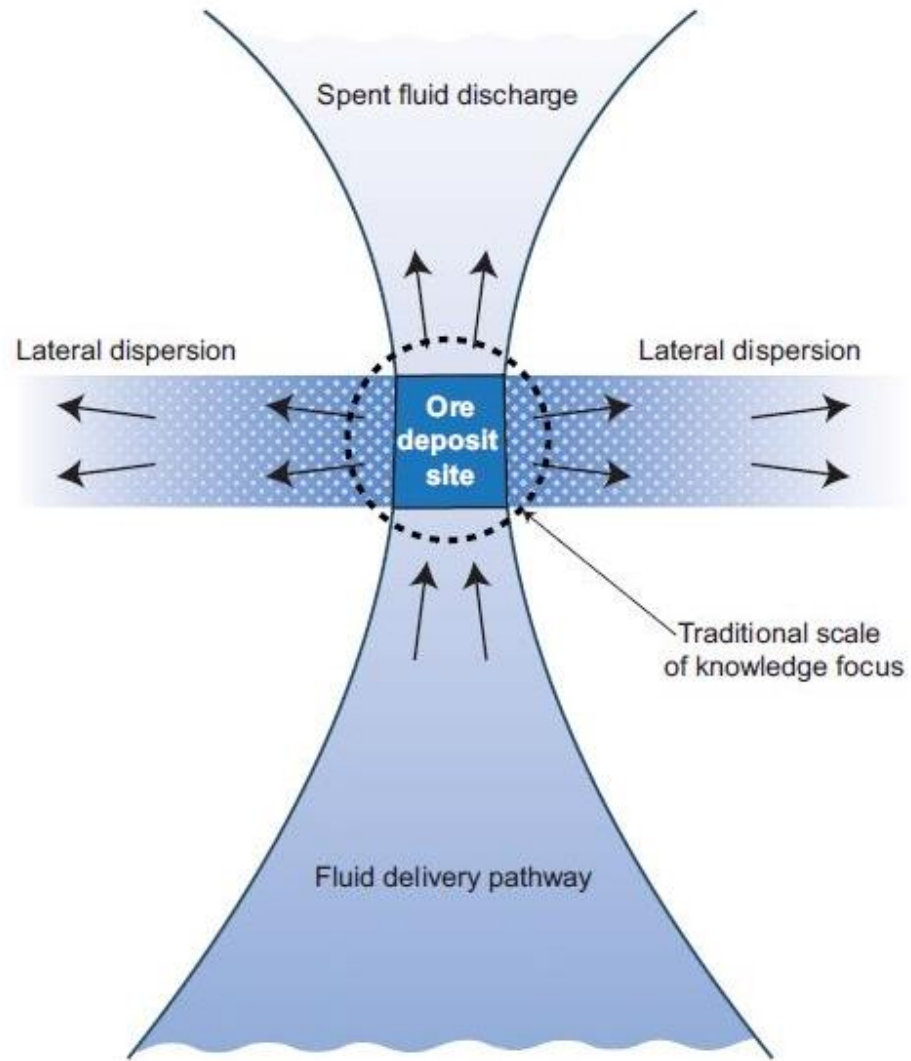 Spent fluid discharge
Lateral dispersion
Lateral dispersion
Ore
deposit
site
Traditional scale
of knowledge focus
Fluid delivery pathway